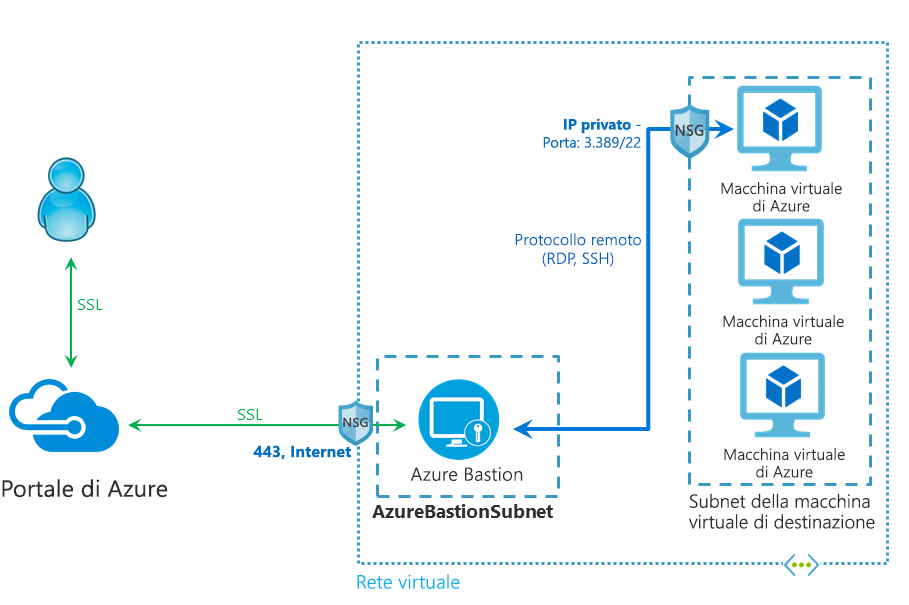 IP privato -
Porta: 3.389/22
NSG
Macchina virtuale
di Azure
Protocollo remoto
(RDP, SSH)
Macchina virtuale
di Azure
SSL
SSL
NSG
443, Internet
Azure Bastion
Macchina virtuale
di Azure
Portale di Azure
AzureBastionSubnet
Subnet della macchina
virtuale di destinazione
Rete virtuale